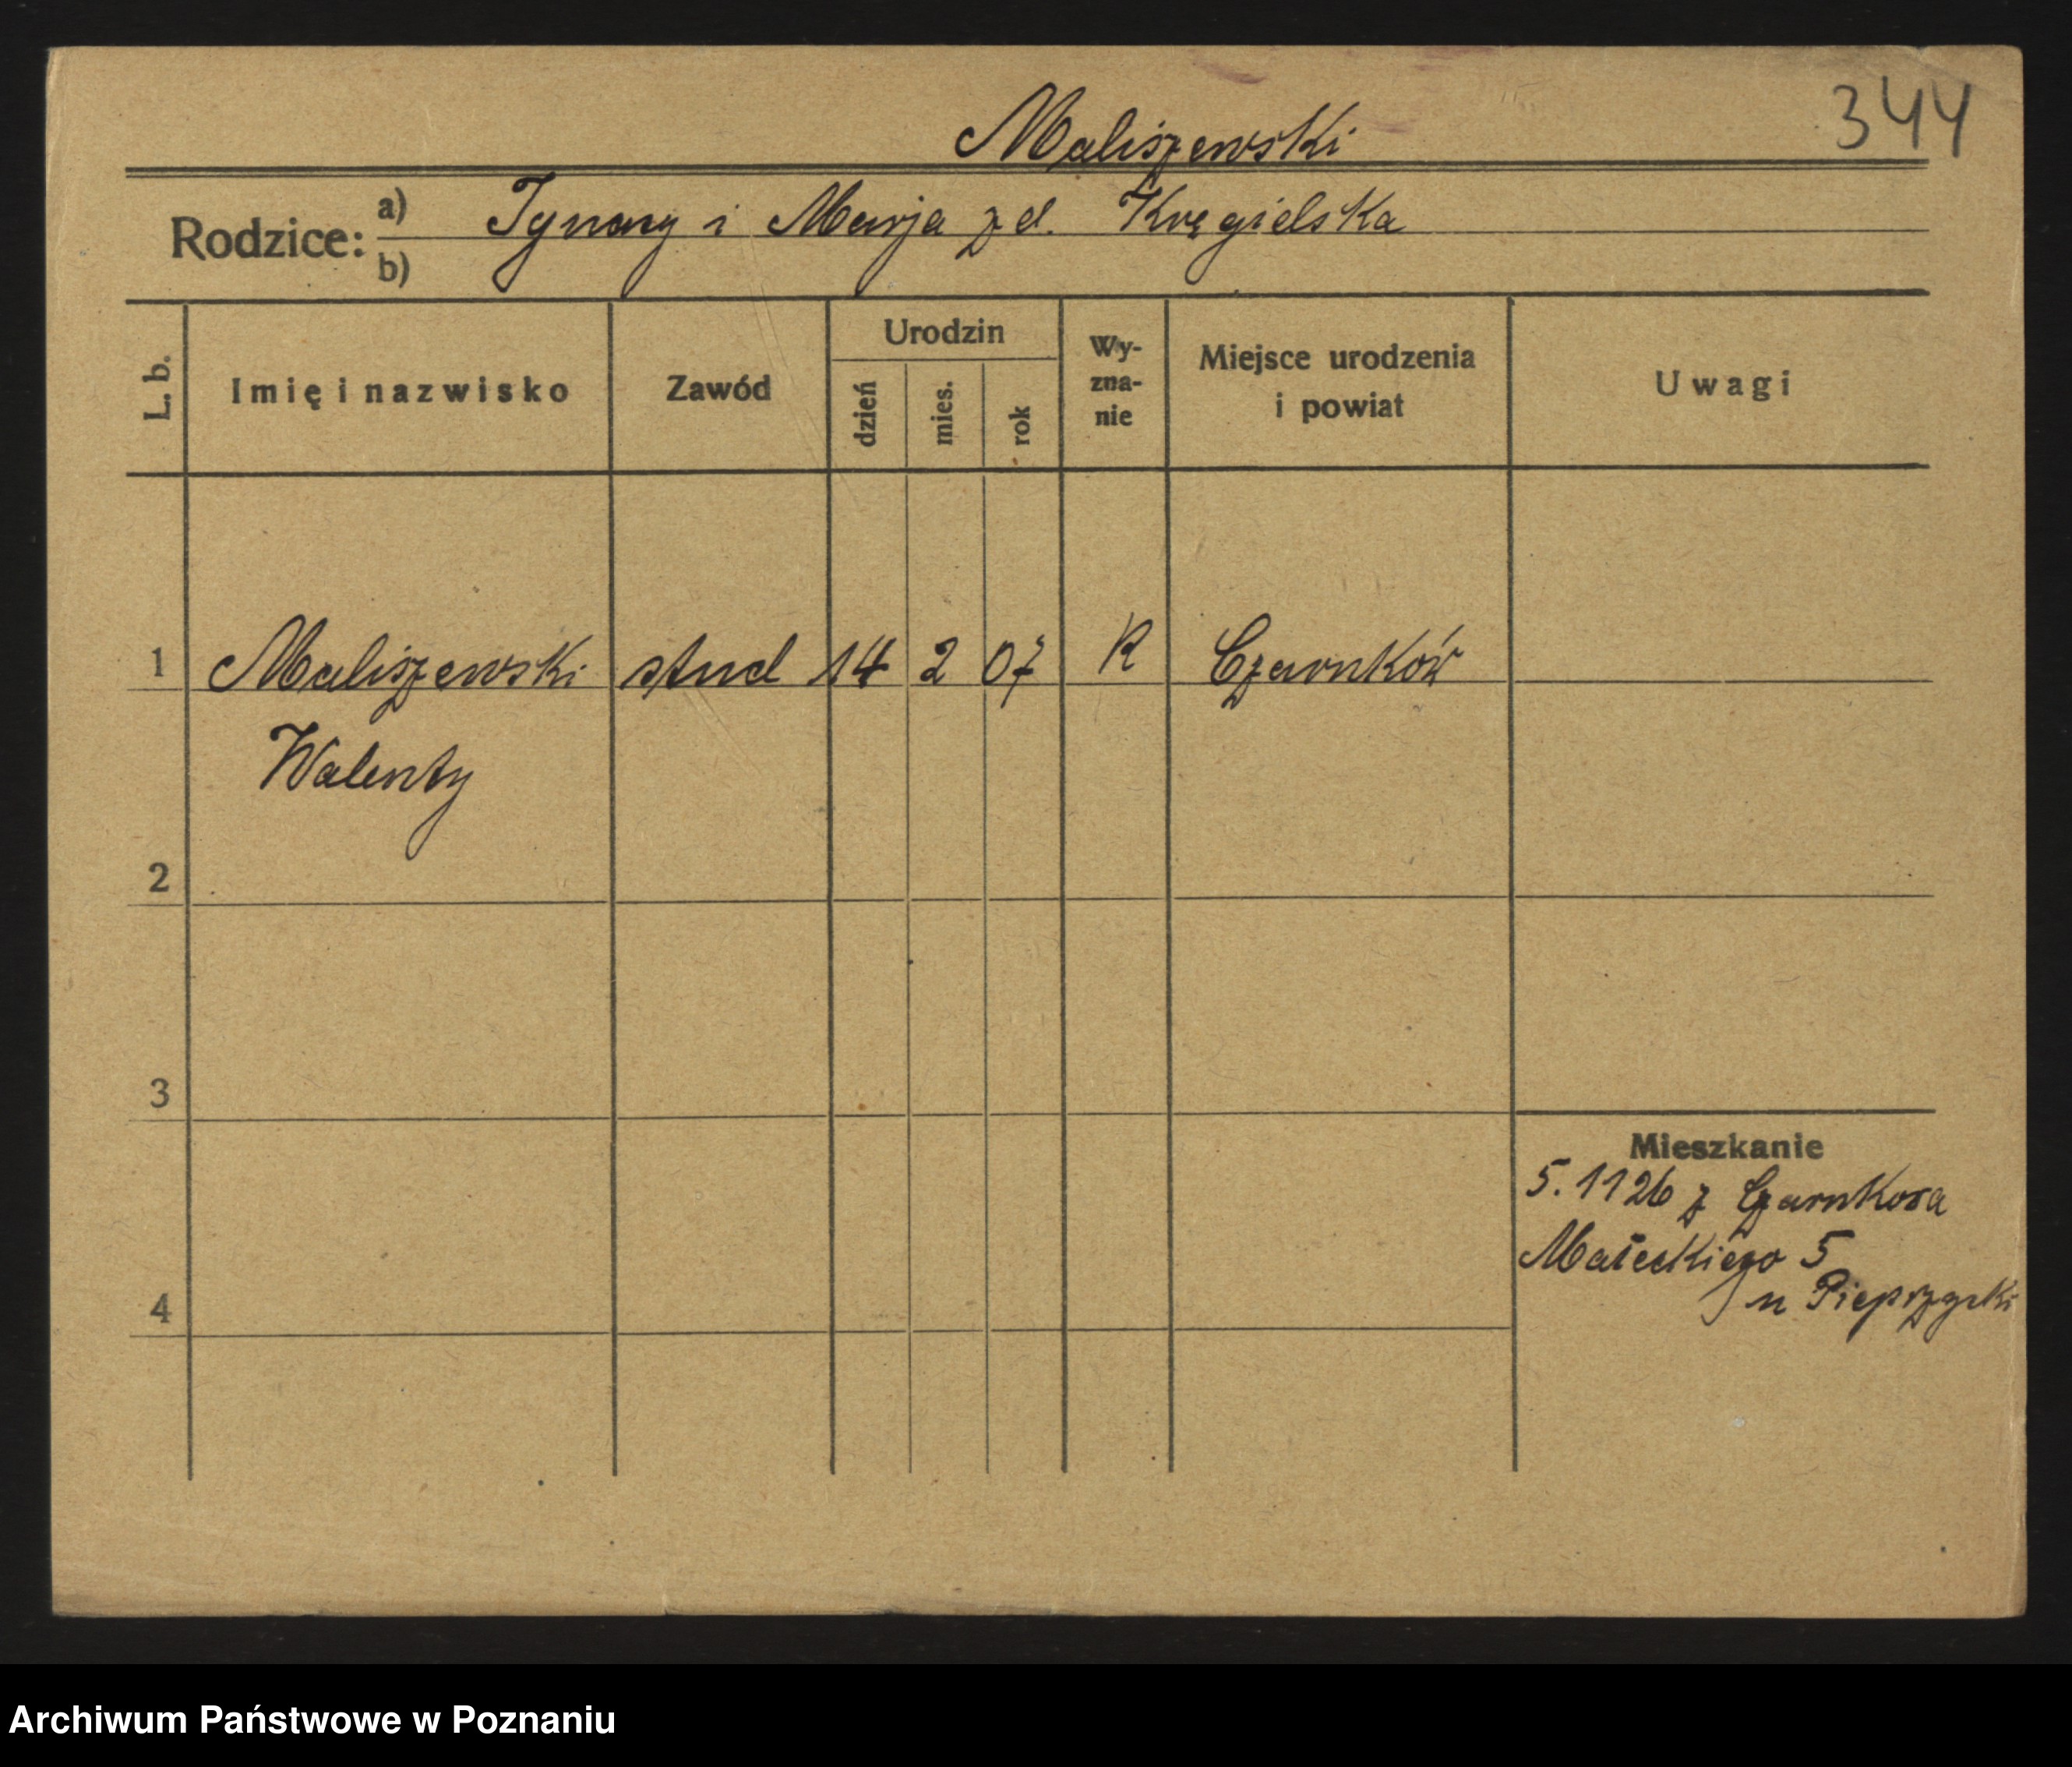 344
Maliszewski
Rodzice: a) Ignacy i Marja z d. Kręgielska
b)
L. b. Imię i nazwisko Zawód Urodzin dzień mies. rok Wy-zna-nie Miejsce urodzenia i powiat Uwagi
1 Maliszewski stud 14 2 07 R Czarnków
Walenty
2
3
Mieszkanie
5.11 26 z Czarnkowa
Małeckiego 5
4
u
Archiwum Państwowe w Poznaniu